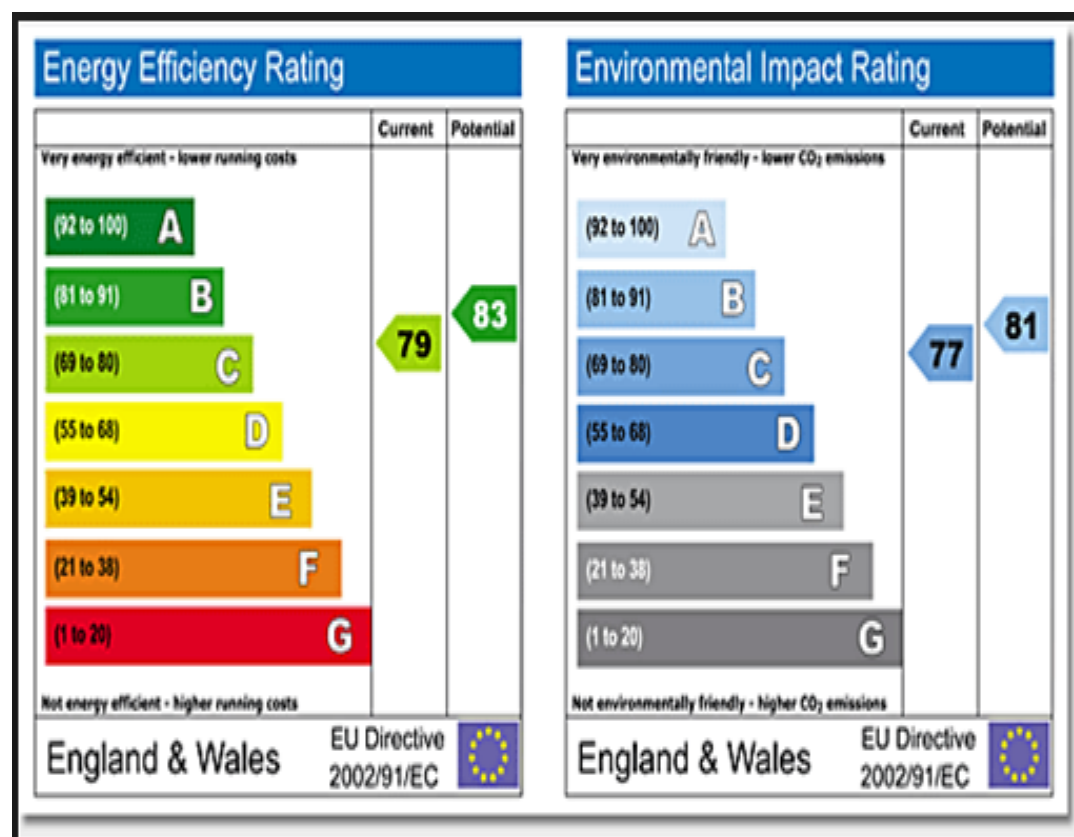 Energy Efficiency Rating
Current Potential
Very energy efficient - lower running costs
(92 to 100) A
(81 to 91) B
83
79
(69 to 80) C
(55 to 68) D
(39 to 54) E
(21 to 38) F
(1 to 20) G
Not energy efficient - higher running costs
England & Wales
EU Directive
2002/91/EC
Environmental Impact Rating
Current Potential
Very environmentally friendly - lower CO₂ emissions
(92 to 100) A
(81 to 91) B
81
77
(69 to 80) C
(55 to 68) D
(39 to 54) E
(21 to 38) F
(1 to 20) G
Not environmentally friendly - higher CO₂ emissions
England & Wales
EU Directive
2002/91/EC